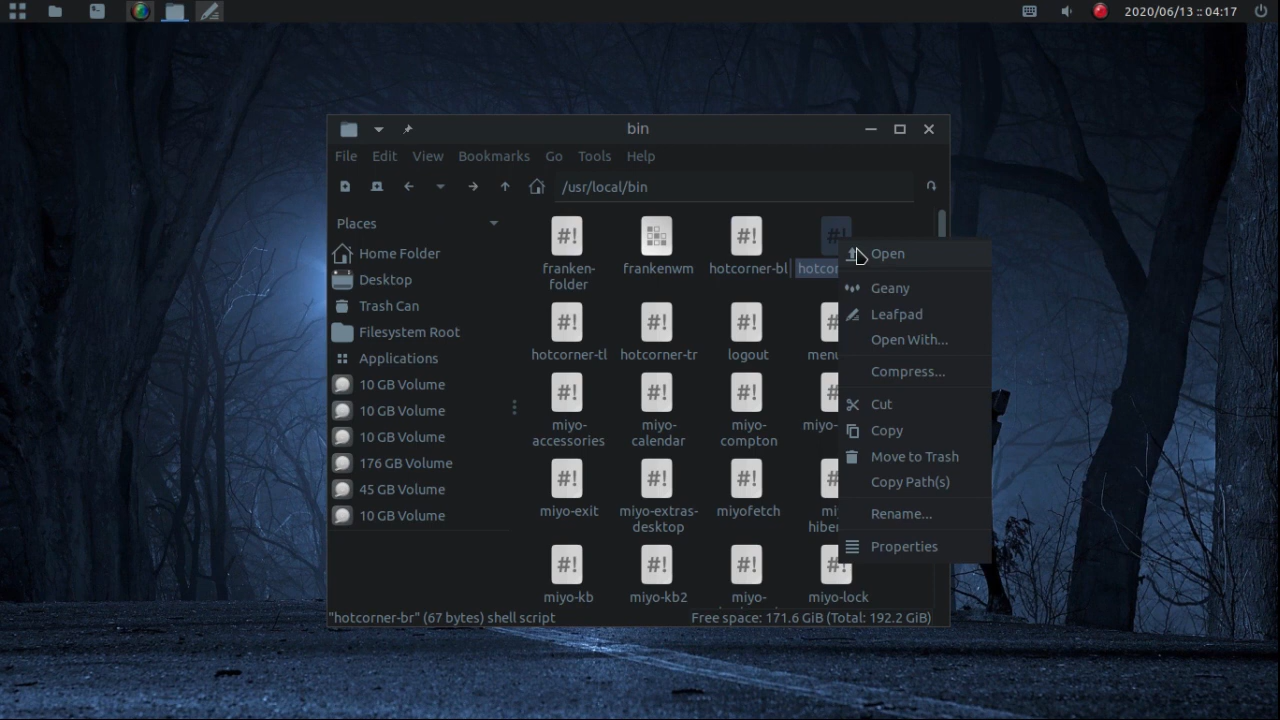 2020/06/13 :: 04:17
bin
File Edit View Bookmarks Go Tools Help
/usr/local/bin
Places
Home Folder
Desktop
Trash Can
Filesystem Root
Applications
10 GB Volume
10 GB Volume
10 GB Volume
176 GB Volume
45 GB Volume
10 GB Volume
#! #! #!
franken-
folder
frankenwm
hotcorner-bl
#! #! #!
hotcorner-tl
hotcorner-tr
logout
#! #! #!
miyo-
accessories
miyo-
calendar
miyo-
compton
#! #! #!
miyo-exit
miyo-extras-
desktop
miyofetch
#! #! #! #!
miyo-kb
miyo-kb2
miyo-
miyo-lock
Open
Geany
Leafpad
Open With...
Compress...
Cut
Copy
Move to Trash
Copy Path(s)
Rename...
Properties
"hotcorner-br" (67 bytes) shell script
Free space: 171.6 GiB (Total: 192.2 GiB)